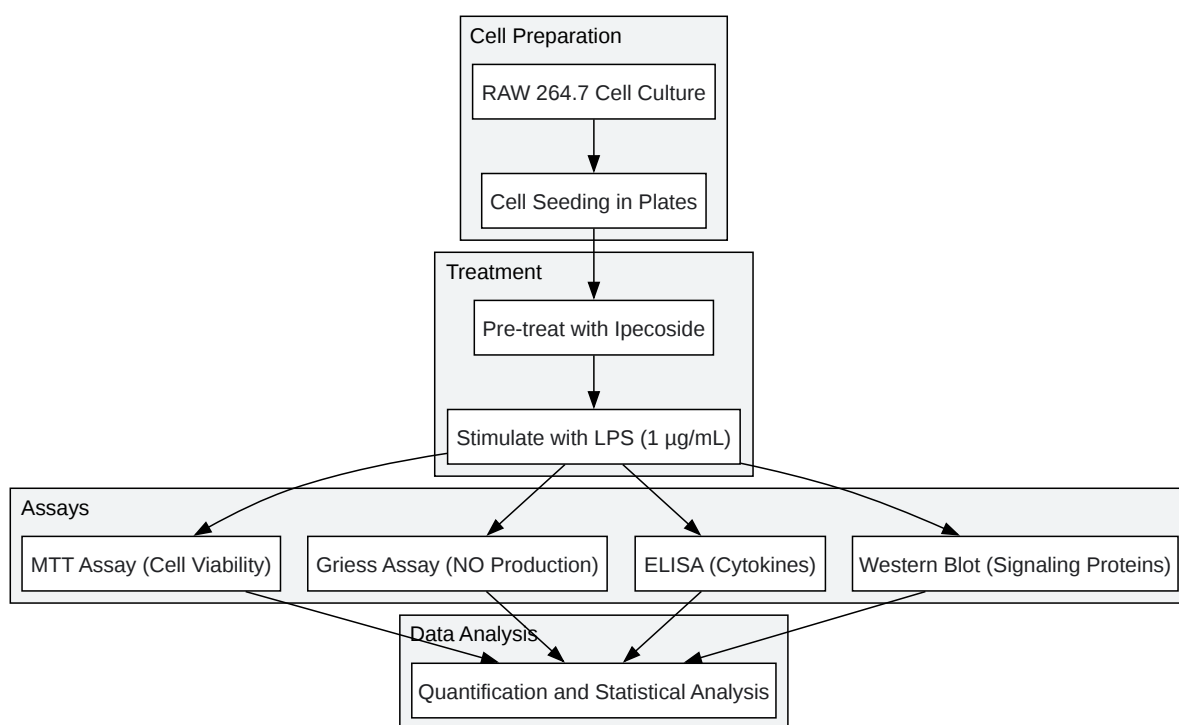 Cell Preparation
RAW 264.7 Cell Culture
Cell Seeding in Plates
Treatment
Pre-treat with Ipecoside
Stimulate with LPS (1 µg/mL)
Assays
MTT Assay (Cell Viability)
Griess Assay (NO Production)
ELISA (Cytokines)
Western Blot (Signaling Proteins)
Data Analysis
Quantification and Statistical Analysis